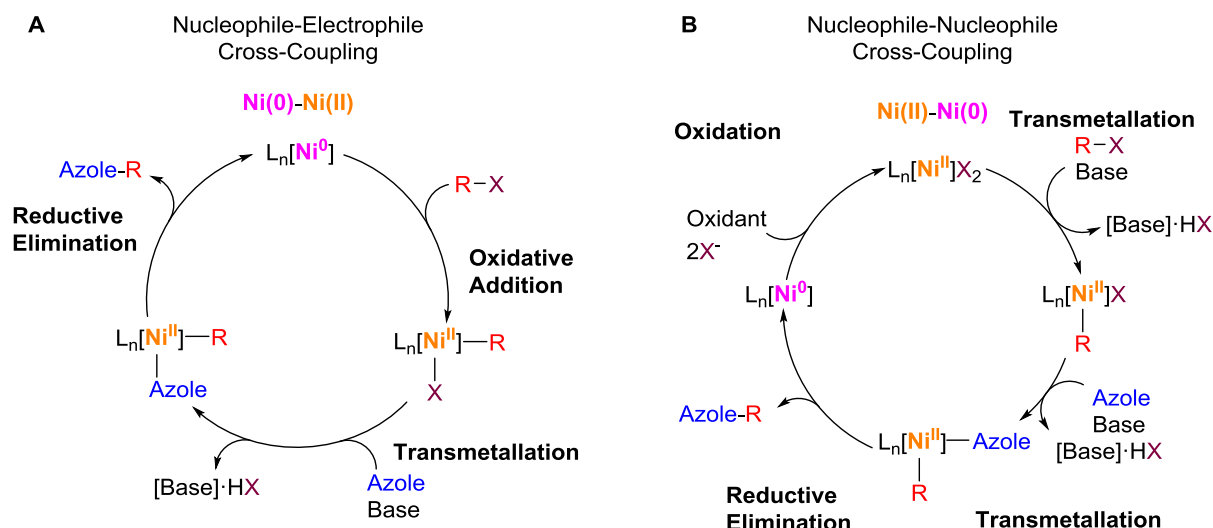 A
Nucleophile-Electrophile
Cross-Coupling
Ni(0)-Ni(II)
Lₙ[Ni⁰]
R–X
Oxidative
Addition
Lₙ[Niᴵᴵ]–R
X
Transmetallation
Azole
Base
[Base]·HX
Lₙ[Niᴵᴵ]–R
Azole
Reductive
Elimination
Azole-R
B
Nucleophile-Nucleophile
Cross-Coupling
Ni(II)-Ni(0)
Oxidation
Transmetallation
Lₙ[Niᴵᴵ]X₂
R–X
Base
[Base]·HX
Lₙ[Niᴵᴵ]X
R
Azole
Base
[Base]·HX
Transmetallation
Lₙ[Niᴵᴵ]–Azole
R
Reductive
Elimination
Azole-R
Lₙ[Ni⁰]
Oxidant
2X⁻